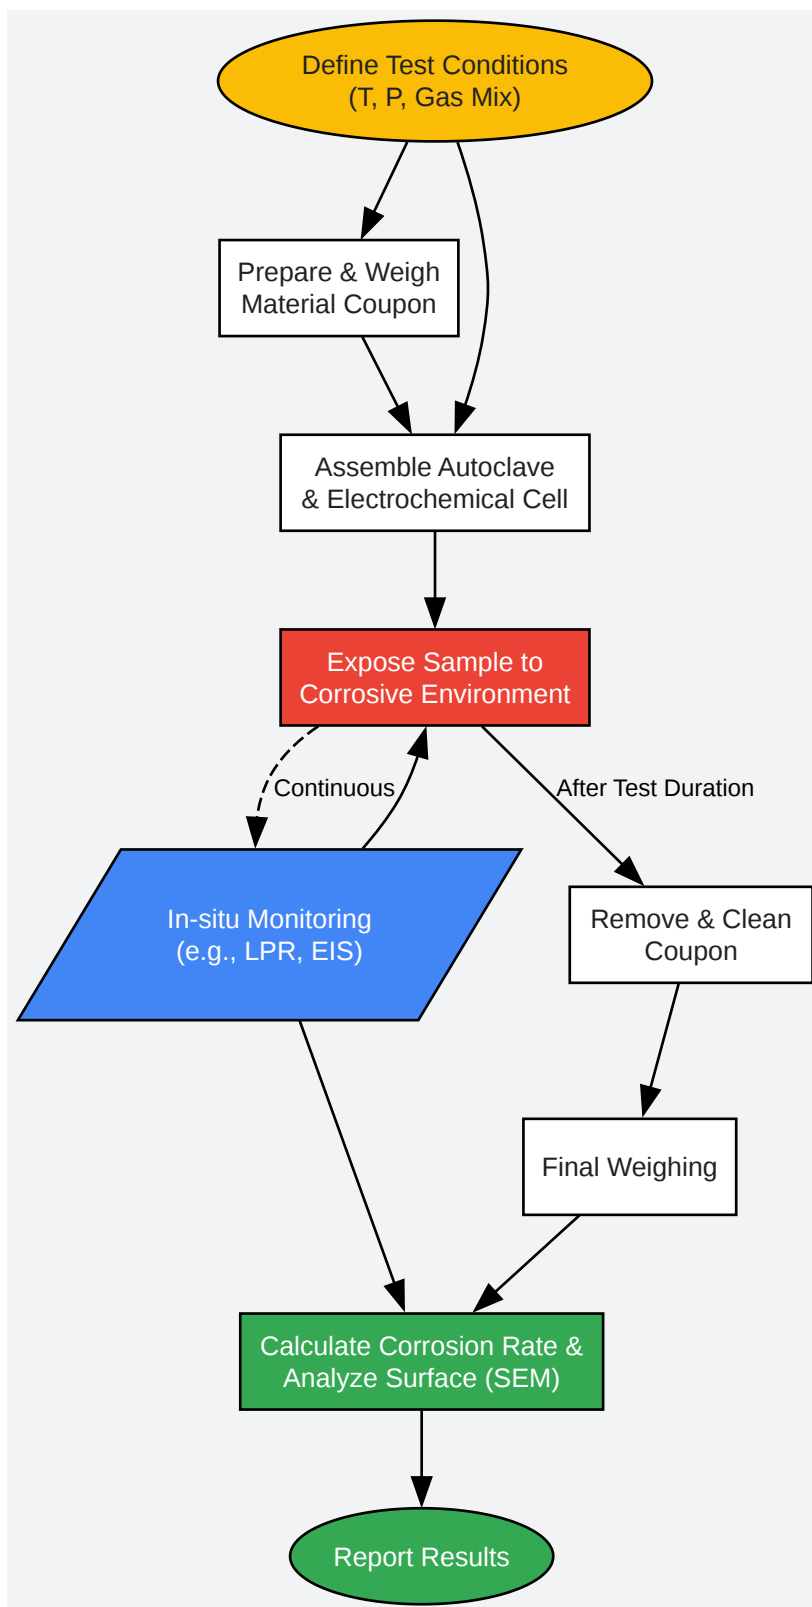 Define Test Conditions
(T, P, Gas Mix)
Prepare & Weigh
Material Coupon
Assemble Autoclave
& Electrochemical Cell
Expose Sample to
Corrosive Environment
Continuous
After Test Duration
In-situ Monitoring
(e.g., LPR, EIS)
Remove & Clean
Coupon
Final Weighing
Calculate Corrosion Rate &
Analyze Surface (SEM)
Report Results